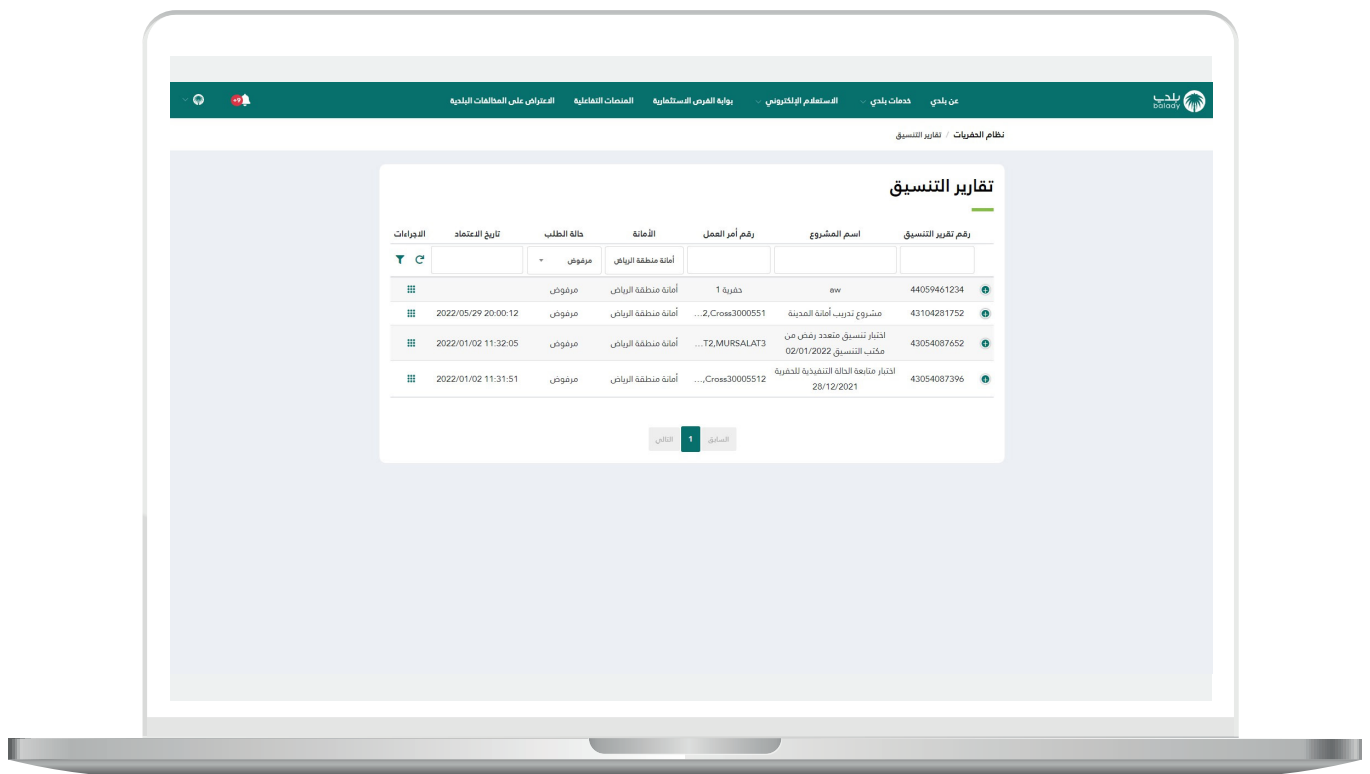 بلدي
balady
عن بلدي
خدمات بلدي
الاستعلام الإلكتروني
بوابة الفرص الاستثمارية
المنصات التفاعلية
الاعتراض على المخالفات البلدية
+9
نظام الحفريات / تقارير التنسيق
تقارير التنسيق
رقم تقرير التنسيق اسم المشروع رقم أمر العمل الأمانة حالة الطلب تاريخ الاعتماد الاجراءات
أمانة منطقة الرياض مرفوض
44059461234 aw حفرية 1 أمانة منطقة الرياض مرفوض
43104281752 مشروع تدريب أمانة المدينة 2,Cross3000551... أمانة منطقة الرياض مرفوض 2022/05/29 20:00:12
43054087652 اختبار تنسيق متعدد رفض من مكتب التنسيق 02/01/2022 T2,MURSALAT3... أمانة منطقة الرياض مرفوض 2022/01/02 11:32:05
43054087396 اختبار متابعة الحالة التنفيذية للحفرية 28/12/2021 ,Cross30005512... أمانة منطقة الرياض مرفوض 2022/01/02 11:31:51
السابق 1 التالي